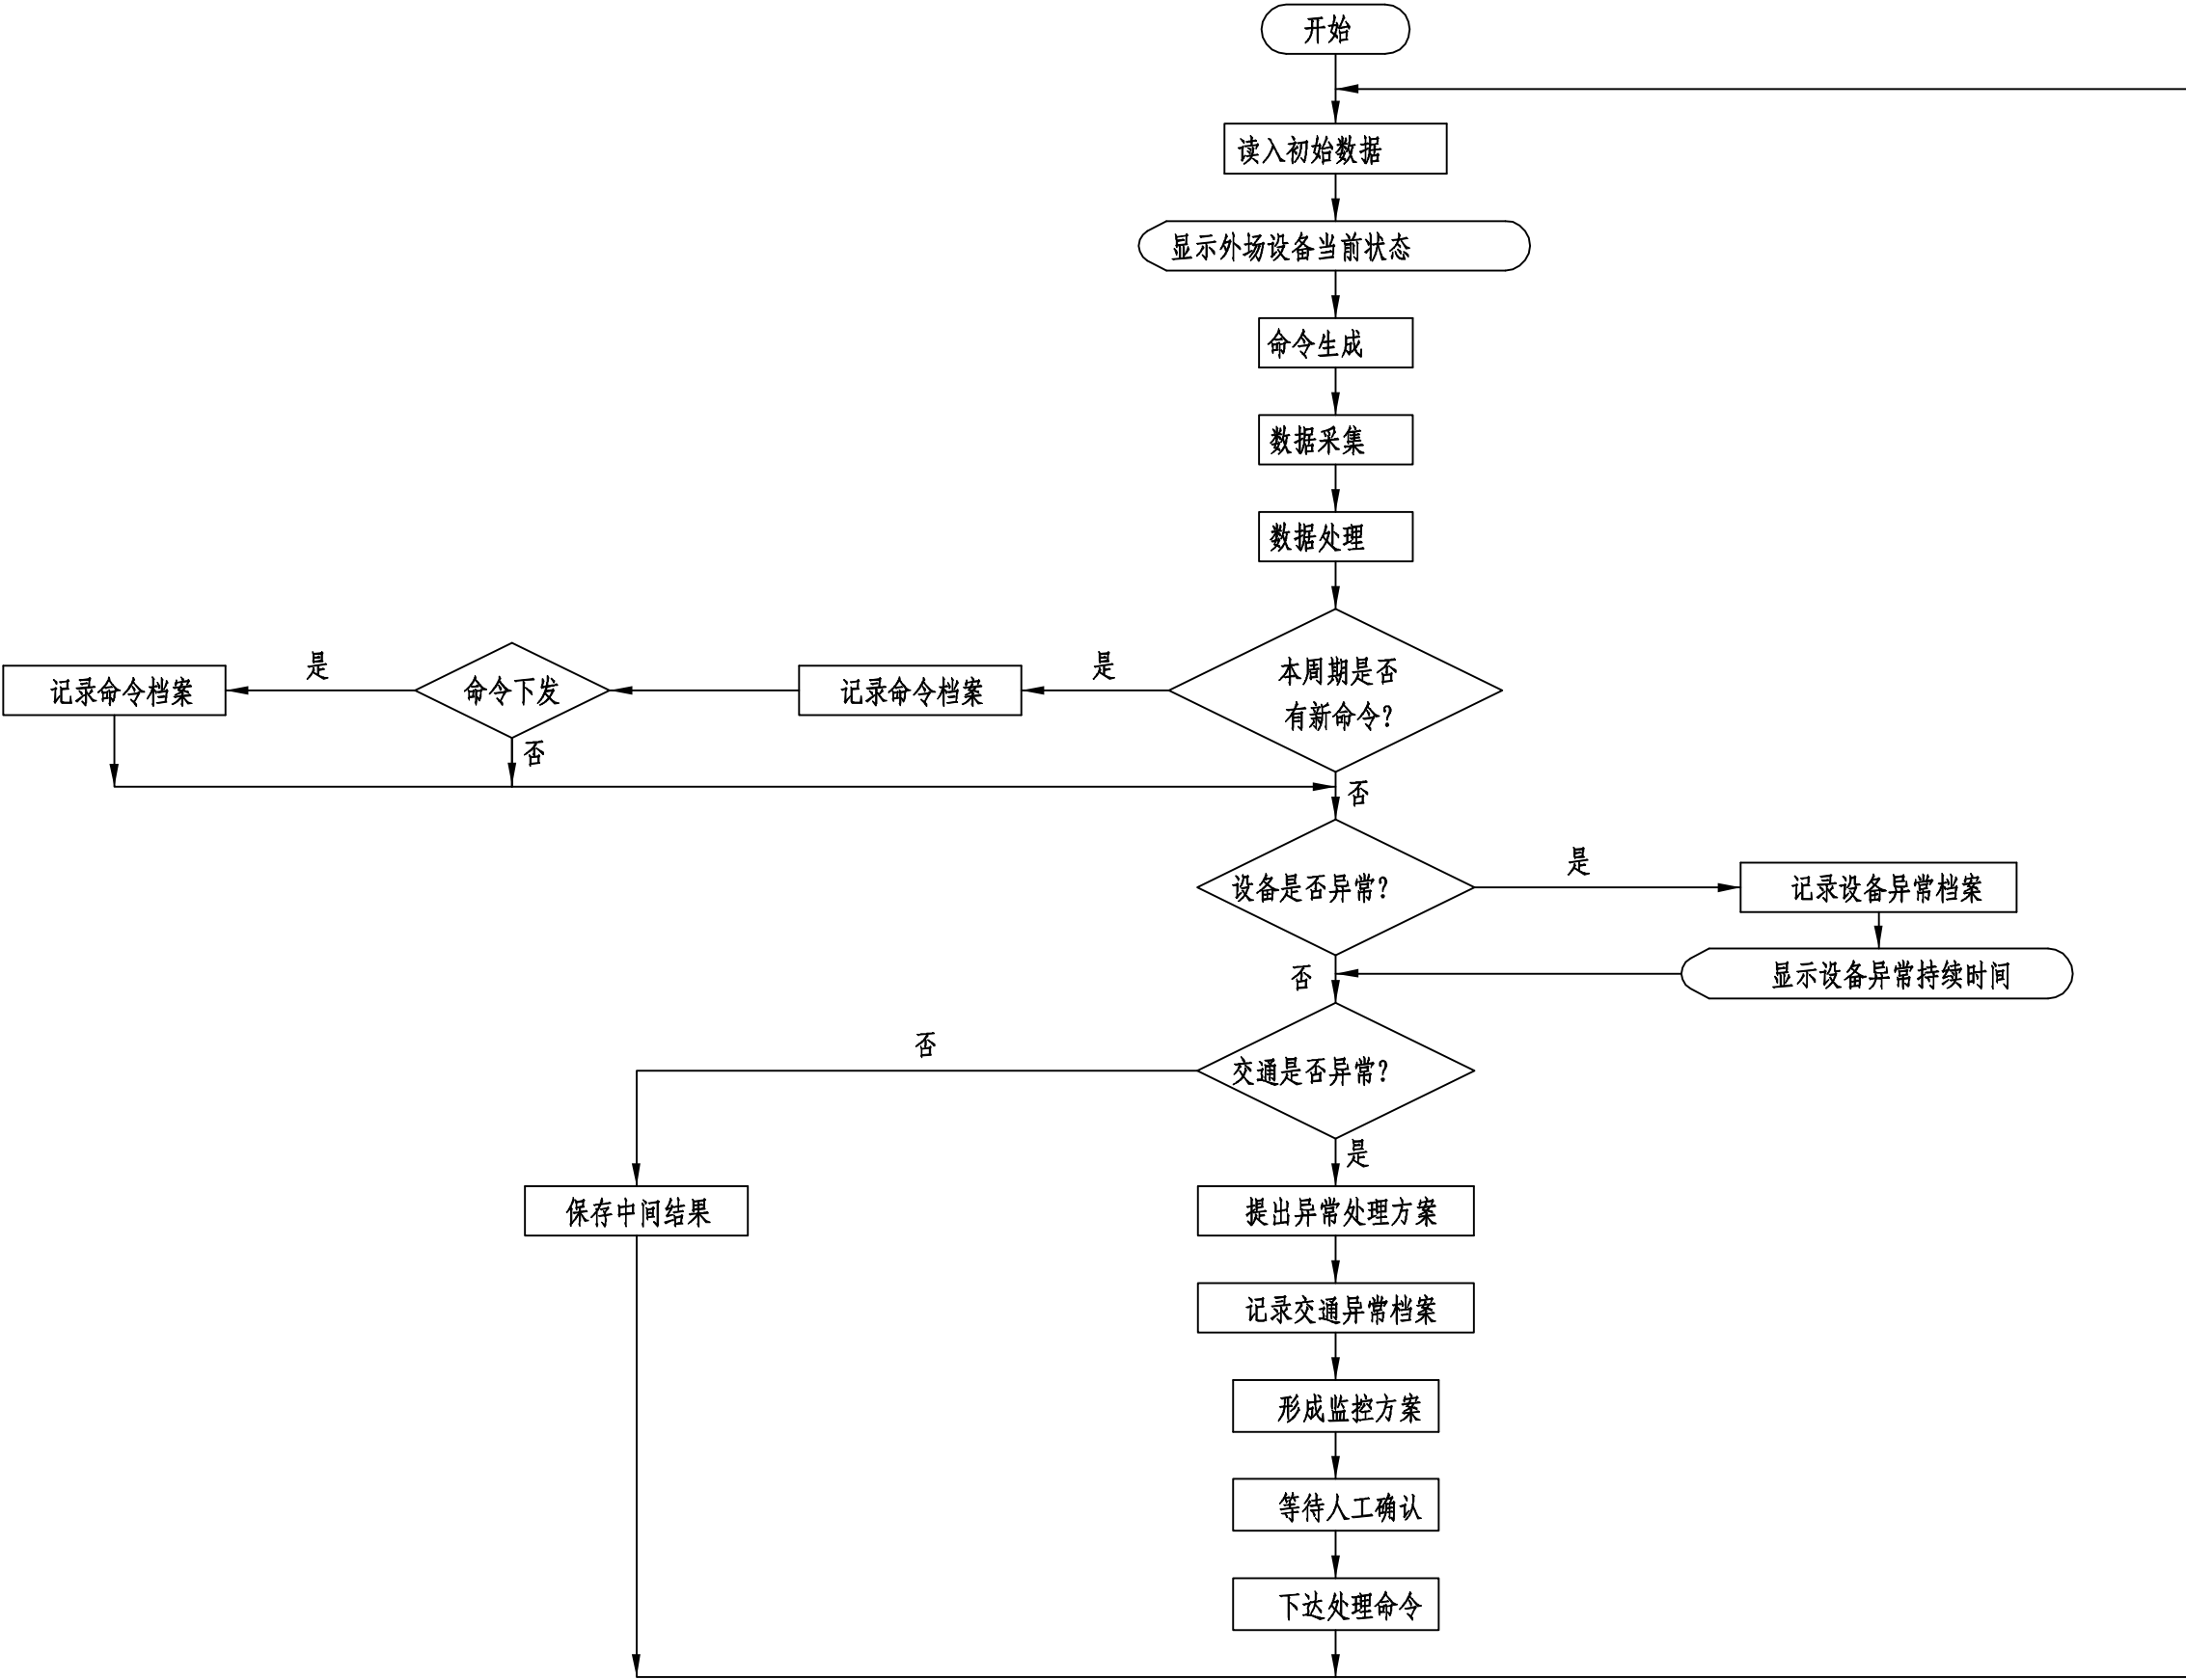 开始
读入初始数据
显示外场设备当前状态
命令生成
数据采集
数据处理
本周期是否
有新命令?
是
记录命令档案
命令下发
是
记录命令档案
否
否
设备是否异常?
是
记录设备异常档案
显示设备异常持续时间
否
交通是否异常?
否
是
保存中间结果
提出异常处理方案
记录交通异常档案
形成监控方案
等待人工确认
下达处理命令